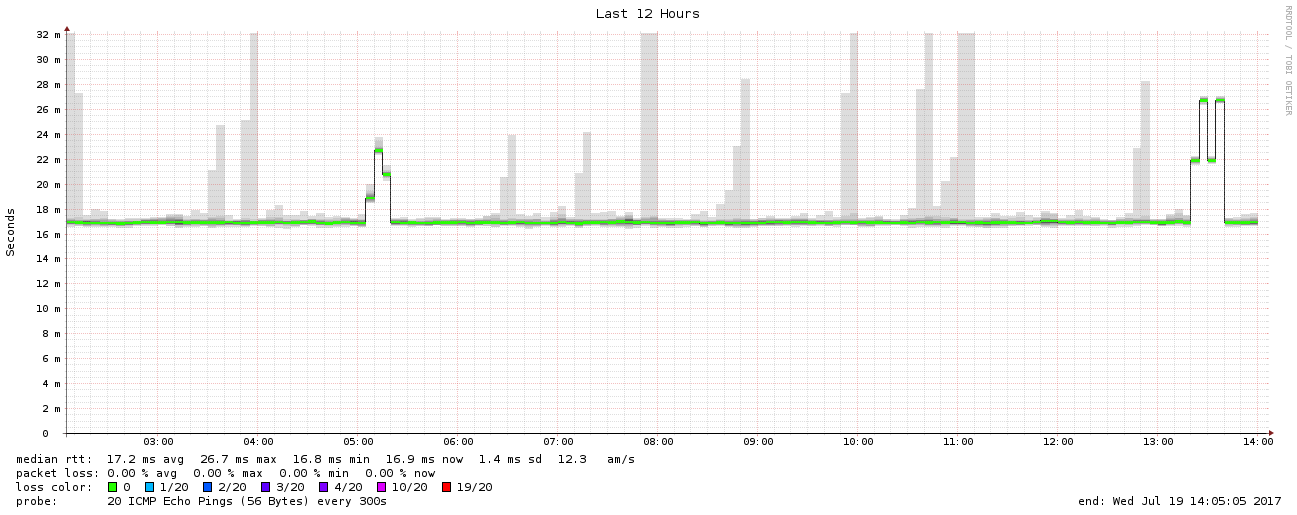 Last 12 Hours
RRDTOOL / TOBI OETIKER
Seconds
32 m
30 m
28 m
26 m
24 m
22 m
20 m
18 m
16 m
14 m
12 m
10 m
8 m
6 m
4 m
2 m
0
03:00 04:00 05:00 06:00 07:00 08:00 09:00 10:00 11:00 12:00 13:00 14:00
median rtt: 17.2 ms avg 26.7 ms max 16.8 ms min 16.9 ms now 1.4 ms sd 12.3 am/s
packet loss: 0.00 % avg 0.00 % max 0.00 % min 0.00 % now
loss color: 0 1/20 2/20 3/20 4/20 10/20 19/20
probe: 20 ICMP Echo Pings (56 Bytes) every 300s end: Wed Jul 19 14:05:05 2017